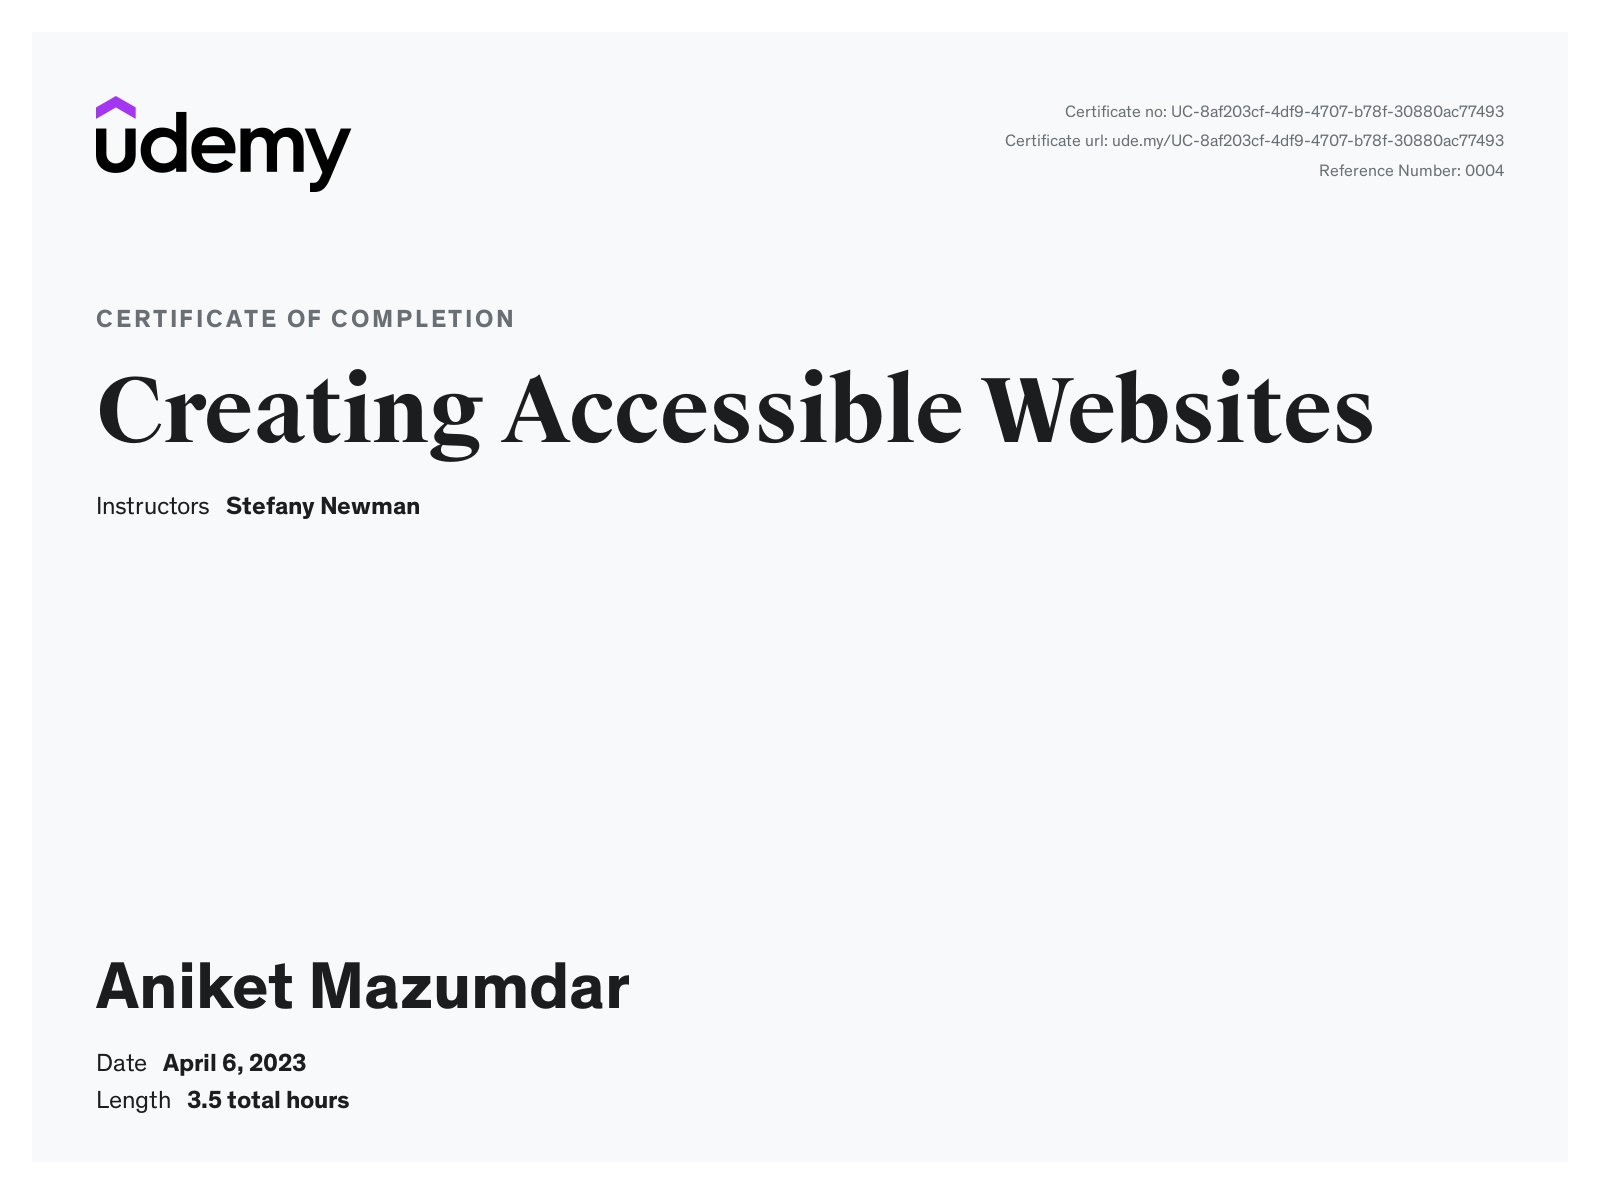 udemy
Certificate no: UC-8af203cf-4df9-4707-b78f-30880ac77493
Certificate url: ude.my/UC-8af203cf-4df9-4707-b78f-30880ac77493
Reference Number: 0004
CERTIFICATE OF COMPLETION
Creating Accessible Websites
Instructors Stefany Newman
Aniket Mazumdar
Date April 6, 2023
Length 3.5 total hours